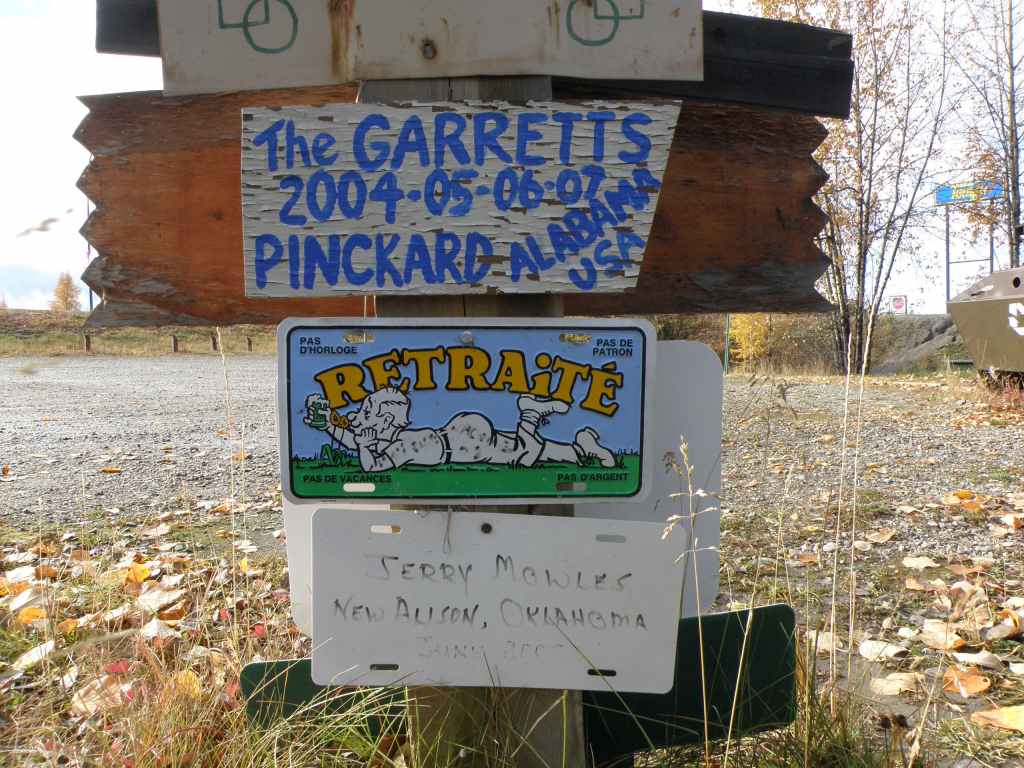 The GARRETTS
2004-05-06-07
PINCKARD ALABAMA
USA
PAS
D'HORLOGE
PAS DE
PATRON
RETRAiTÉ
PAS DE VACANCES
PAS D'ARGENT
JERRY MOWLES
NEW ALISON, OKLAHOMA